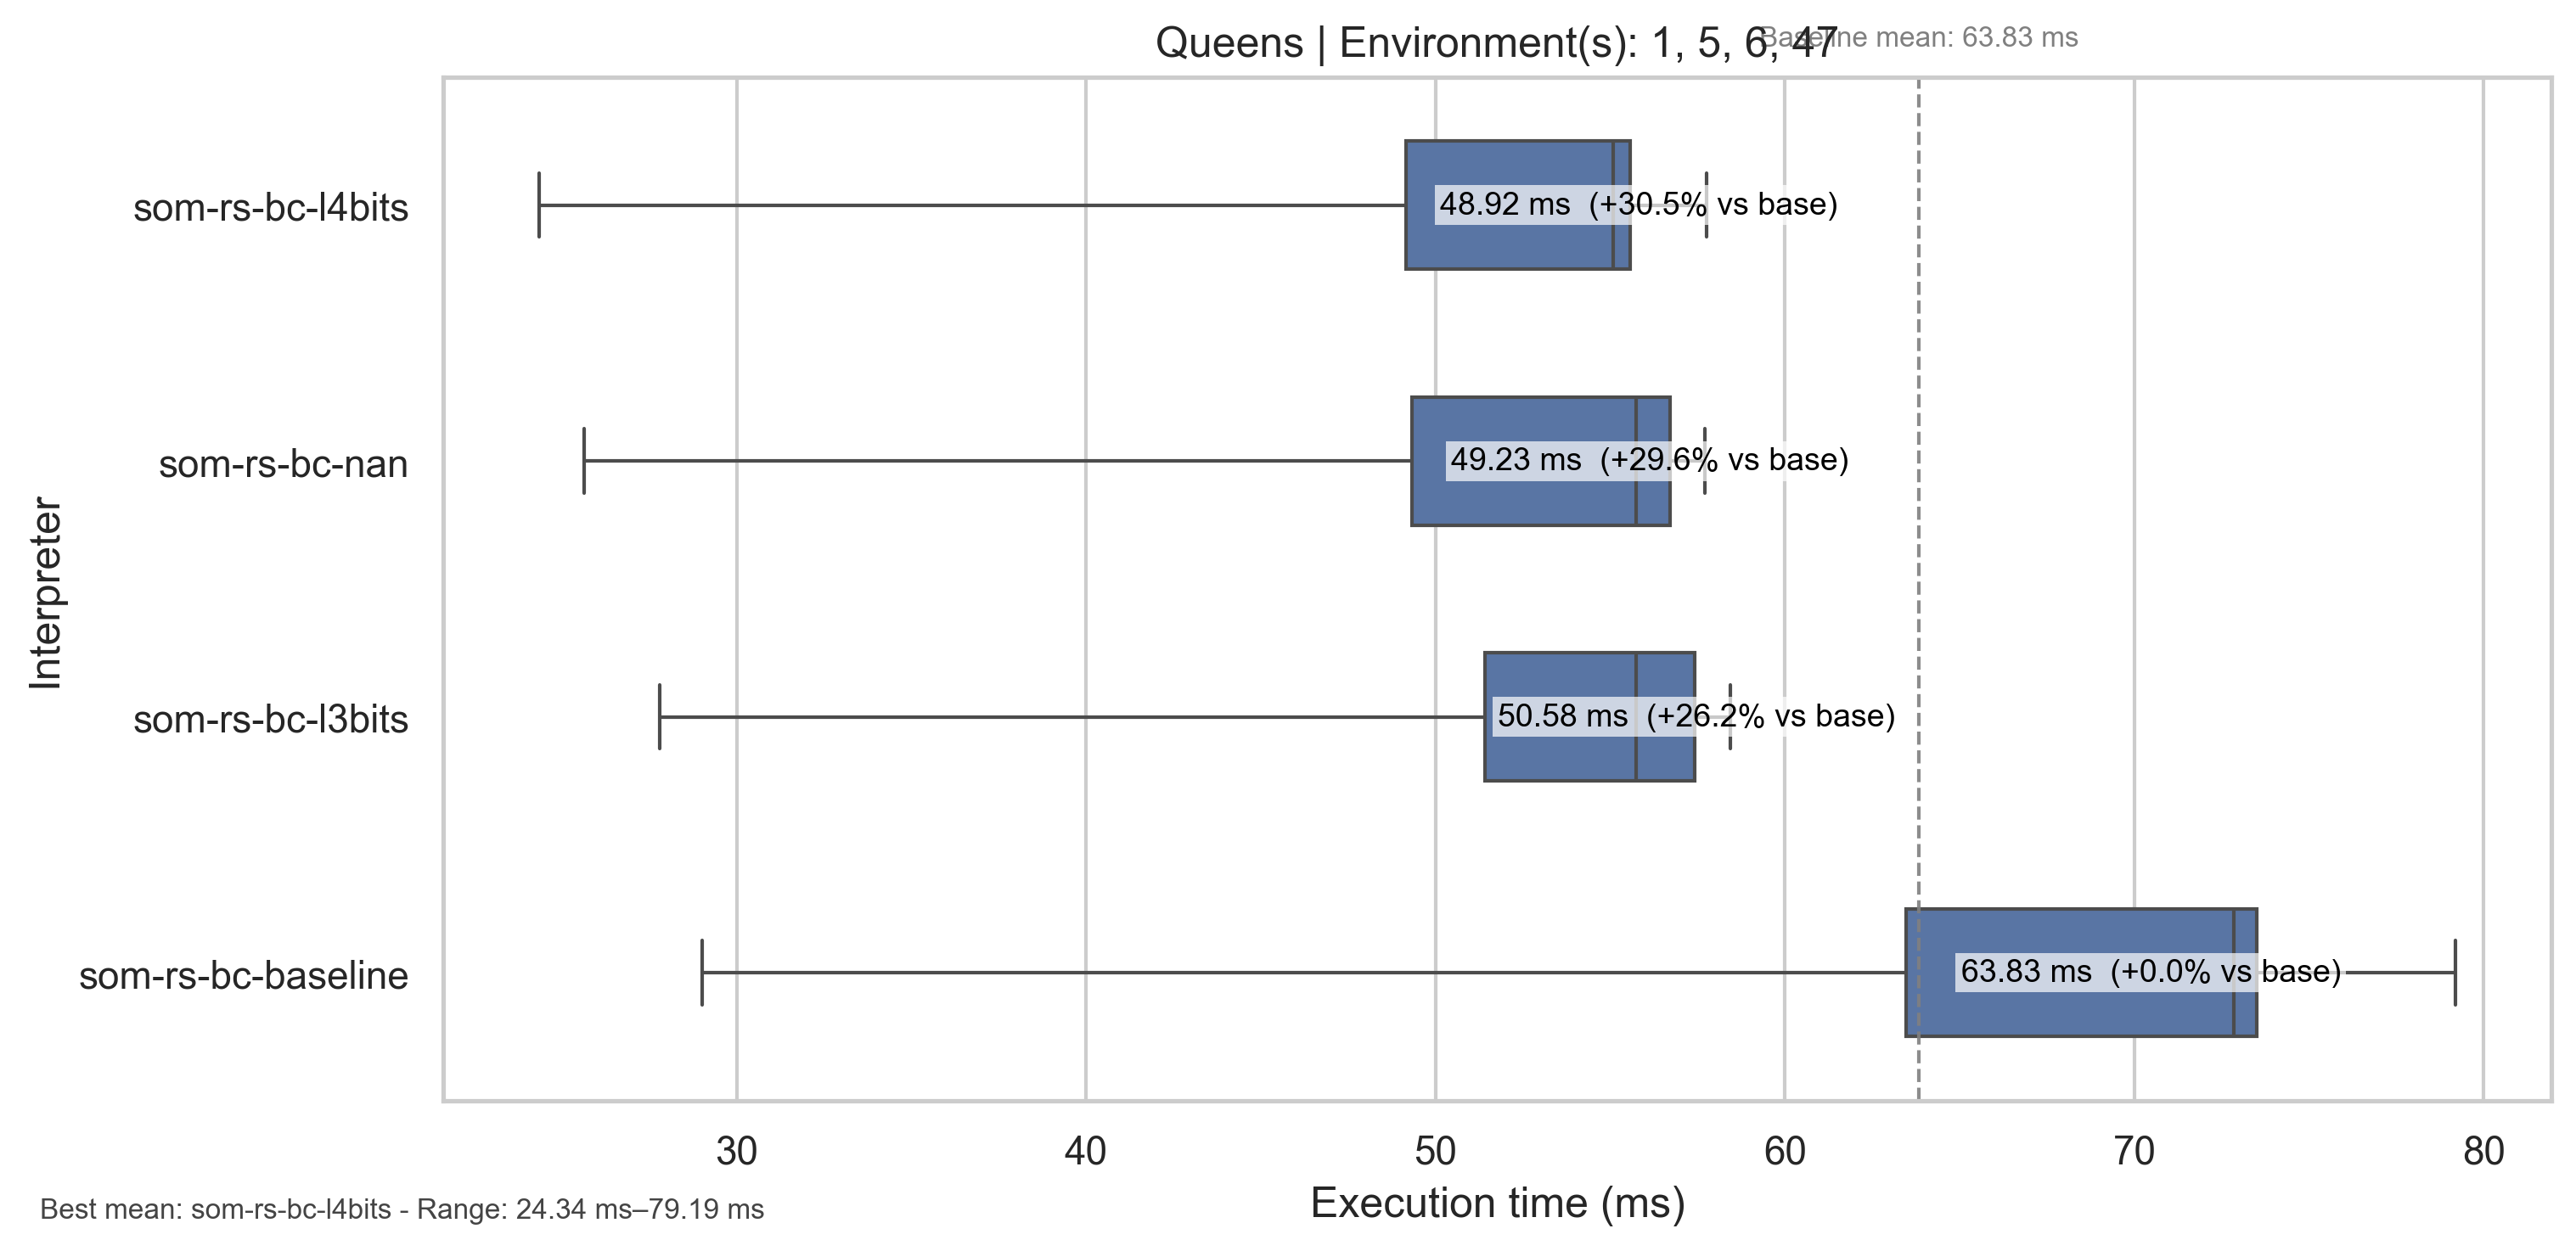 Queens | Environment(s): 1, 5, 6, 47
Baseline mean: 63.83 ms
som-rs-bc-l4bits
48.92 ms (+30.5% vs base)
som-rs-bc-nan
49.23 ms (+29.6% vs base)
Interpreter
som-rs-bc-l3bits
50.58 ms (+26.2% vs base)
som-rs-bc-baseline
63.83 ms (+0.0% vs base)
30 40 50 60 70 80
Execution time (ms)
Best mean: som-rs-bc-l4bits - Range: 24.34 ms–79.19 ms